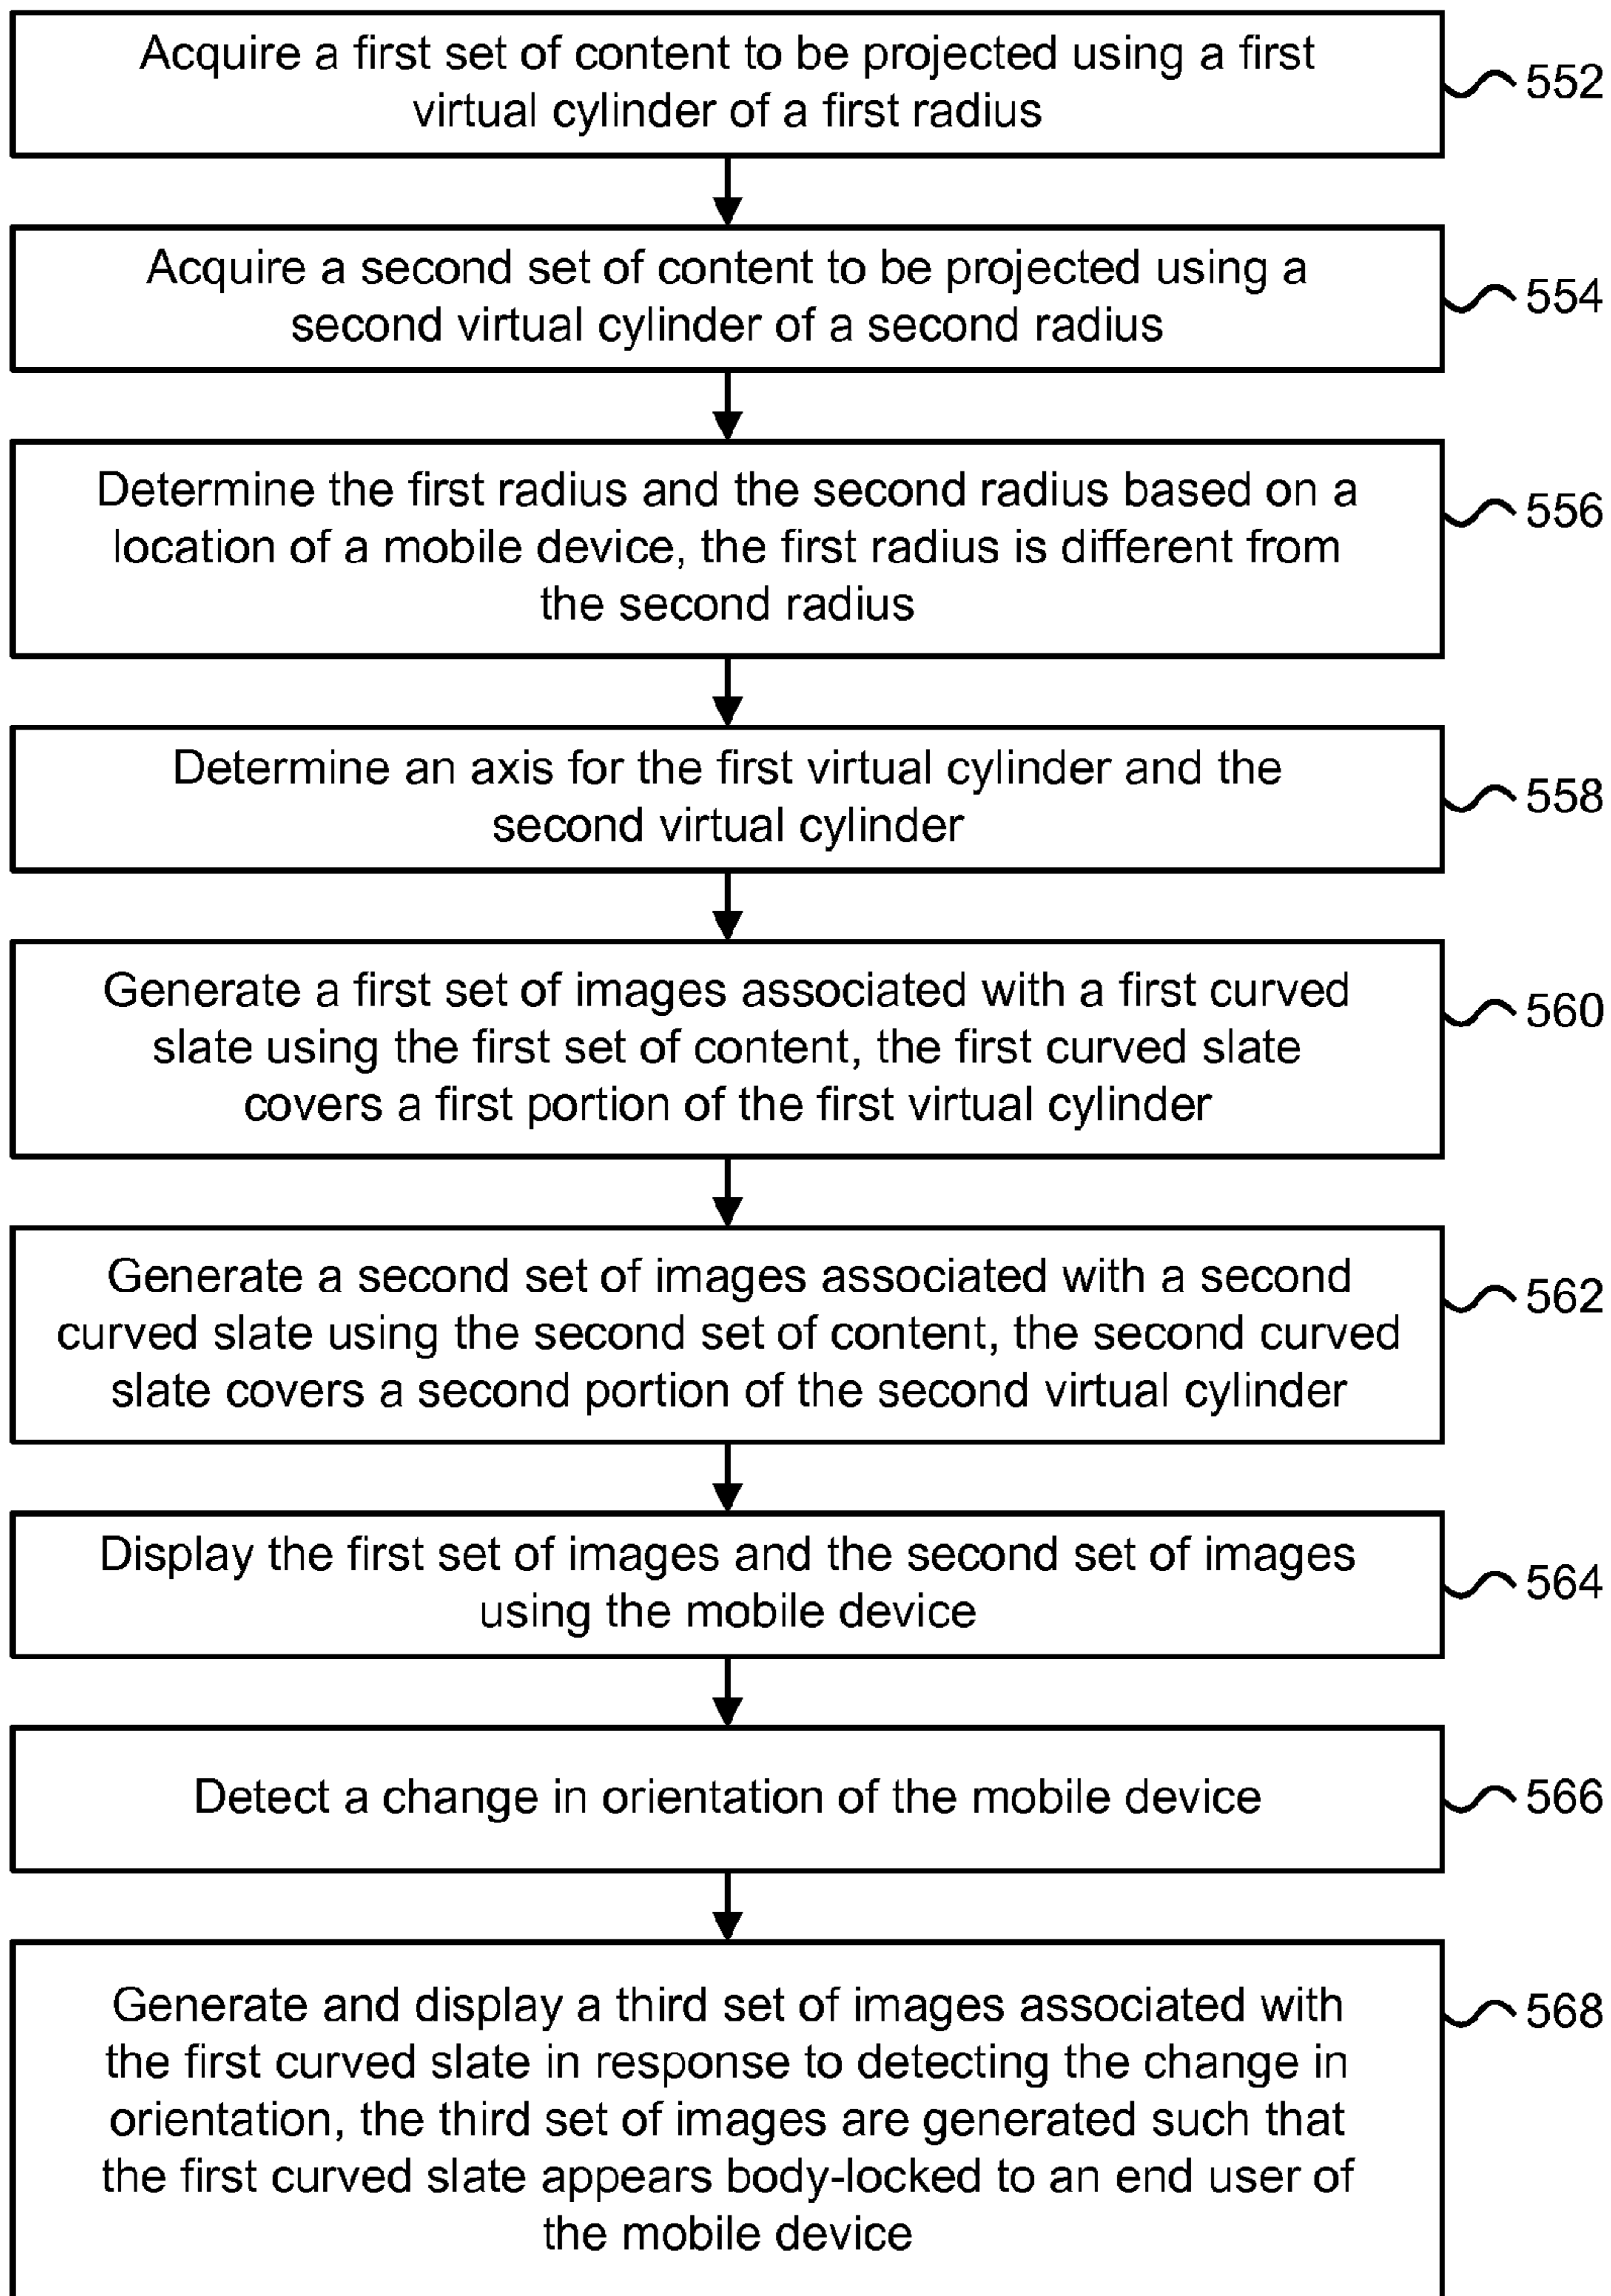 Acquire a first set of content to be projected using a first
virtual cylinder of a first radius
552
Acquire a second set of content to be projected using a
second virtual cylinder of a second radius
554
Determine the first radius and the second radius based on a
location of a mobile device, the first radius is different from
the second radius
556
Determine an axis for the first virtual cylinder and the
second virtual cylinder
558
Generate a first set of images associated with a first curved
slate using the first set of content, the first curved slate
covers a first portion of the first virtual cylinder
560
Generate a second set of images associated with a second
curved slate using the second set of content, the second curved
slate covers a second portion of the second virtual cylinder
562
Display the first set of images and the second set of images
using the mobile device
564
Detect a change in orientation of the mobile device
566
Generate and display a third set of images associated with
the first curved slate in response to detecting the change in
orientation, the third set of images are generated such that
the first curved slate appears body-locked to an end user of
the mobile device
568